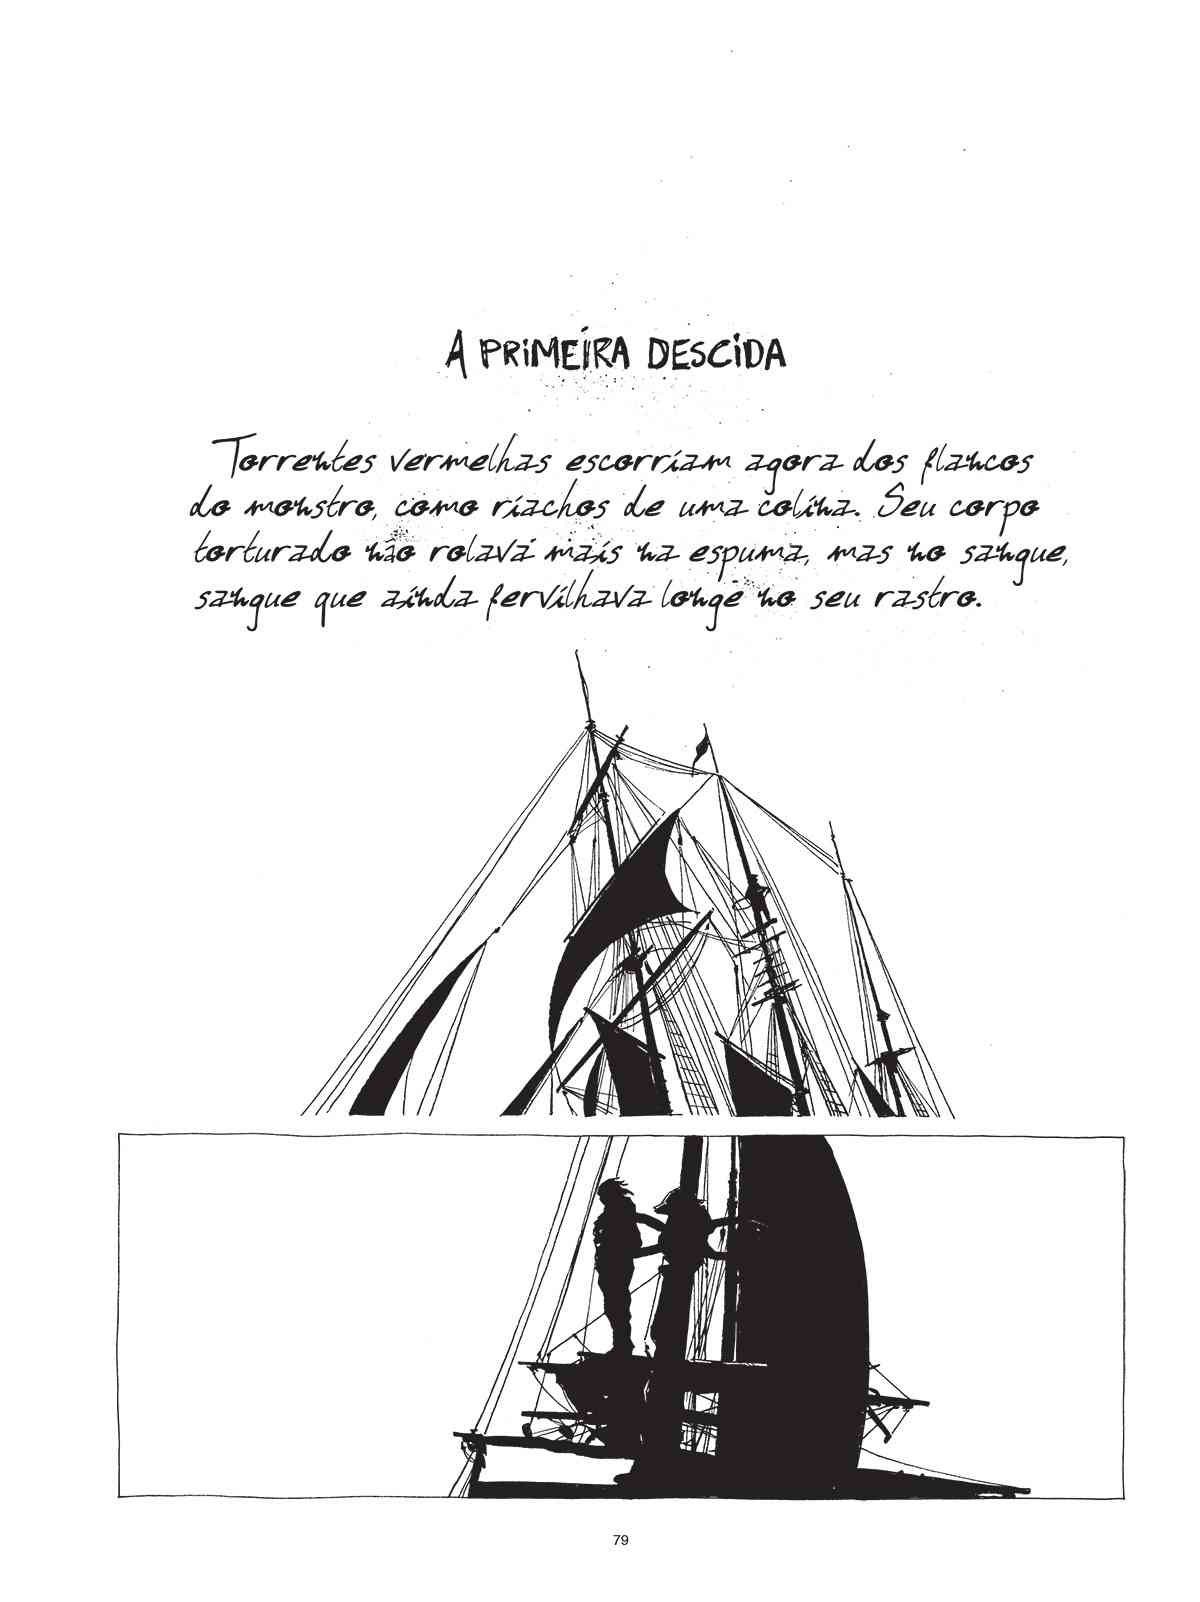 A PRIMEIRA DESCIDA
Torrentes vermelhas escorriam agora dos flancos
do monstro, como riachos de uma colina. Seu corpo
torturado não rolava mais na espuma, mas no sangue,
sangue que ainda fervilhava longe no seu rastro.
79